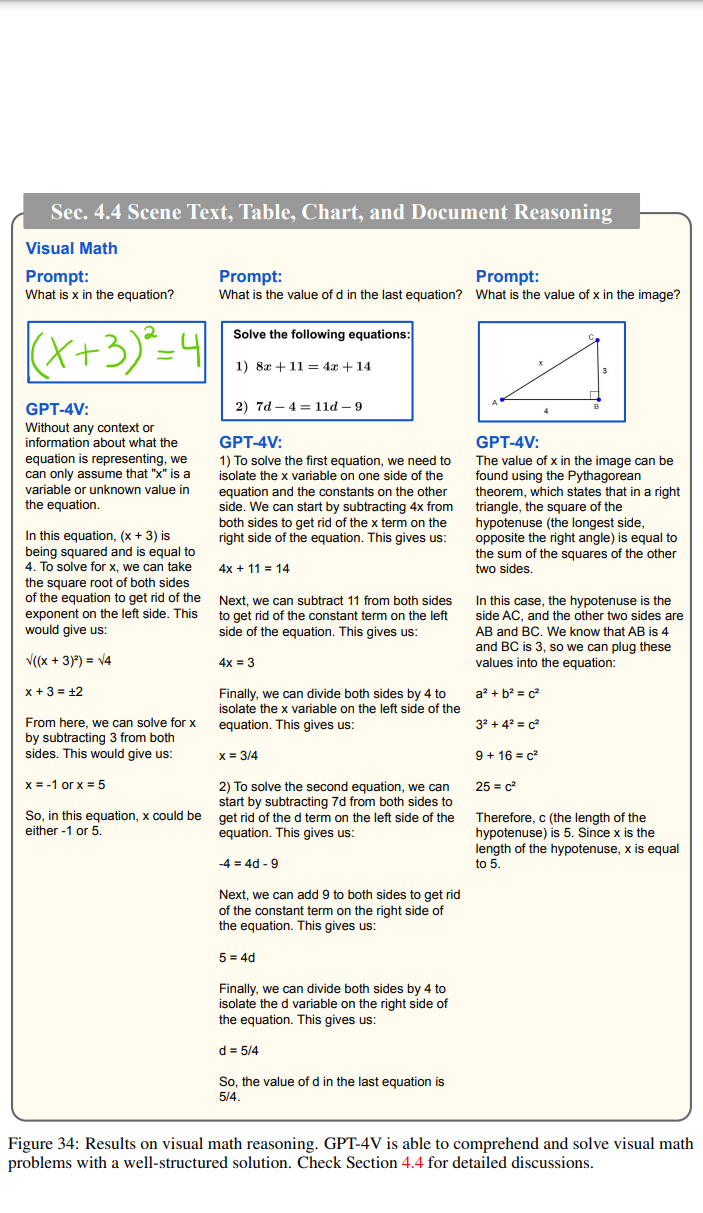 Sec. 4.4 Scene Text, Table, Chart, and Document Reasoning
Visual Math
Prompt:
What is x in the equation?
(x+3)²=4
GPT-4V:
Without any context or
information about what the
equation is representing, we
can only assume that "x" is a
variable or unknown value in
the equation.
In this equation, (x + 3) is
being squared and is equal to
4. To solve for x, we can take
the square root of both sides
of the equation to get rid of the
exponent on the left side. This
would give us:
√((x + 3)²) = √4
x + 3 = ±2
From here, we can solve for x
by subtracting 3 from both
sides. This would give us:
x = -1 or x = 5
So, in this equation, x could be
either -1 or 5.
Prompt:
What is the value of d in the last equation?
Solve the following equations:
1) 8x + 11 = 4x + 14
2) 7d – 4 = 11d – 9
GPT-4V:
1) To solve the first equation, we need to
isolate the x variable on one side of the
equation and the constants on the other
side. We can start by subtracting 4x from
both sides to get rid of the x term on the
right side of the equation. This gives us:
4x + 11 = 14
Next, we can subtract 11 from both sides
to get rid of the constant term on the left
side of the equation. This gives us:
4x = 3
Finally, we can divide both sides by 4 to
isolate the x variable on the left side of the
equation. This gives us:
x = 3/4
2) To solve the second equation, we can
start by subtracting 7d from both sides to
get rid of the d term on the left side of the
equation. This gives us:
-4 = 4d - 9
Next, we can add 9 to both sides to get rid
of the constant term on the right side of
the equation. This gives us:
5 = 4d
Finally, we can divide both sides by 4 to
isolate the d variable on the right side of
the equation. This gives us:
d = 5/4
So, the value of d in the last equation is
5/4.
Prompt:
What is the value of x in the image?
C
x
3
A
B
4
GPT-4V:
The value of x in the image can be
found using the Pythagorean
theorem, which states that in a right
triangle, the square of the
hypotenuse (the longest side,
opposite the right angle) is equal to
the sum of the squares of the other
two sides.
In this case, the hypotenuse is the
side AC, and the other two sides are
AB and BC. We know that AB is 4
and BC is 3, so we can plug these
values into the equation:
a² + b² = c²
3² + 4² = c²
9 + 16 = c²
25 = c²
Therefore, c (the length of the
hypotenuse) is 5. Since x is the
length of the hypotenuse, x is equal
to 5.
Figure 34: Results on visual math reasoning. GPT-4V is able to comprehend and solve visual math
problems with a well-structured solution. Check Section 4.4 for detailed discussions.